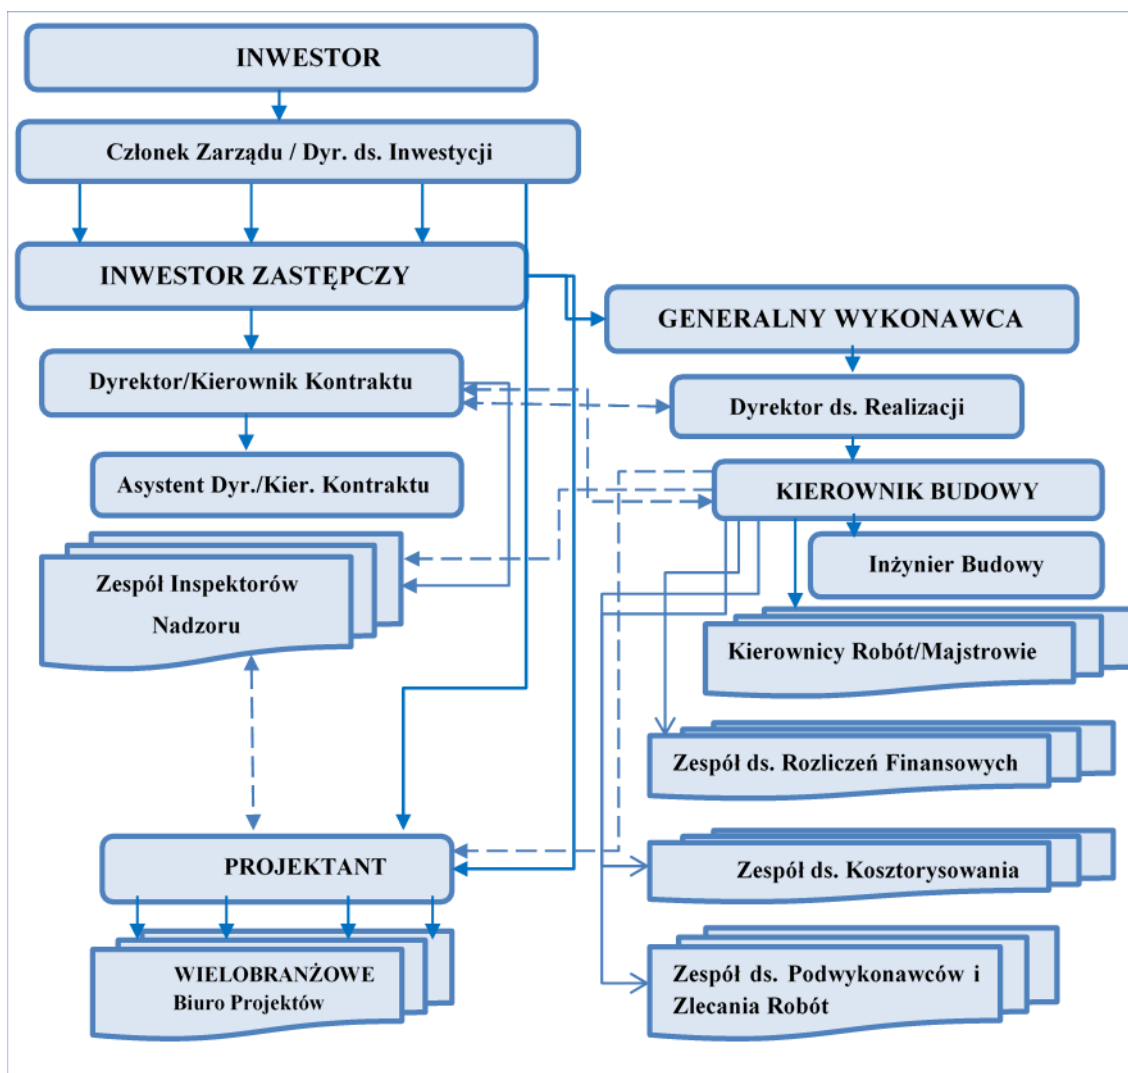 INWESTOR
Członek Zarządu / Dyr. ds. Inwestycji
INWESTOR ZASTĘPCZY
Dyrektor/Kierownik Kontraktu
Asystent Dyr./Kier. Kontraktu
Zespół Inspektorów
Nadzoru
PROJEKTANT
WIELOBRANŻOWE
Biuro Projektów
GENERALNY WYKONAWCA
Dyrektor ds. Realizacji
KIEROWNIK BUDOWY
Inżynier Budowy
Kierownicy Robót/Majstrowie
Zespół ds. Rozliczeń Finansowych
Zespół ds. Kosztorysowania
Zespół ds. Podwykonawców i
Zlecania Robót